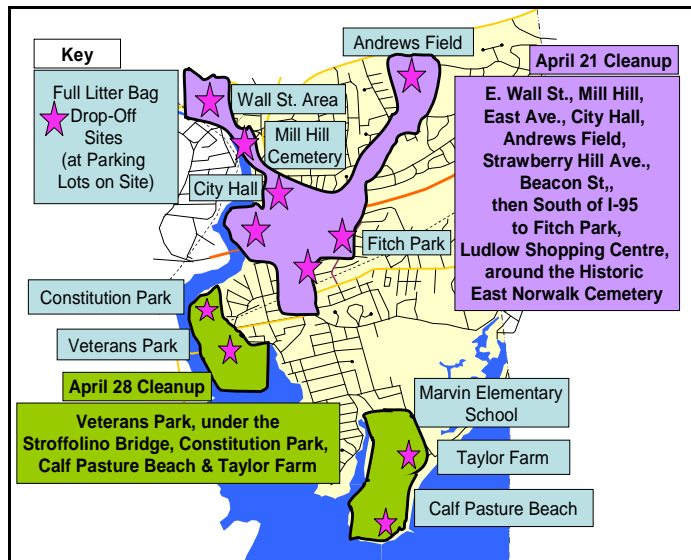 Key
Full Litter Bag
Drop-Off
Sites
(at Parking
Lots on Site)
Andrews Field
Wall St. Area
Mill Hill
Cemetery
City Hall
Fitch Park
April 21 Cleanup
E. Wall St., Mill Hill,
East Ave., City Hall,
Andrews Field,
Strawberry Hill Ave.,
Beacon St,,
then South of I-95
to Fitch Park,
Ludlow Shopping Centre,
around the Historic
East Norwalk Cemetery
Constitution Park
Veterans Park
April 28 Cleanup
Veterans Park, under the
Stroffolino Bridge, Constitution Park,
Calf Pasture Beach & Taylor Farm
Marvin Elementary
School
Taylor Farm
Calf Pasture Beach